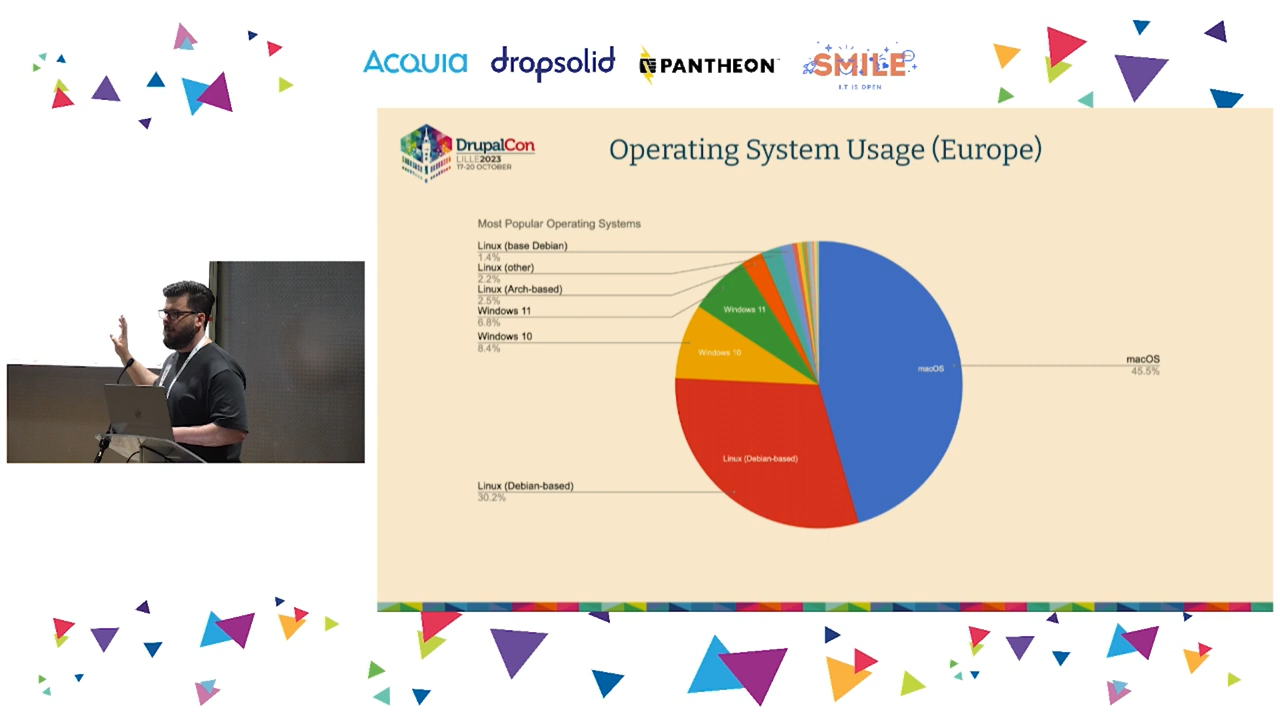 ACQUIA dropsolid PANTHEON SMILE
I.T IS OPEN
DrupalCon
LILLE2023
17-20 OCTOBER
Operating System Usage (Europe)
Most Popular Operating Systems
Linux (base Debian)
1.4%
Linux (other)
2.2%
Linux (Arch-based)
2.5%
Windows 11
6.8%
Windows 10
8.4%
Linux (Debian-based)
30.2%
Windows 11
Windows 10
Linux (Debian-based)
macOS
macOS
45.5%